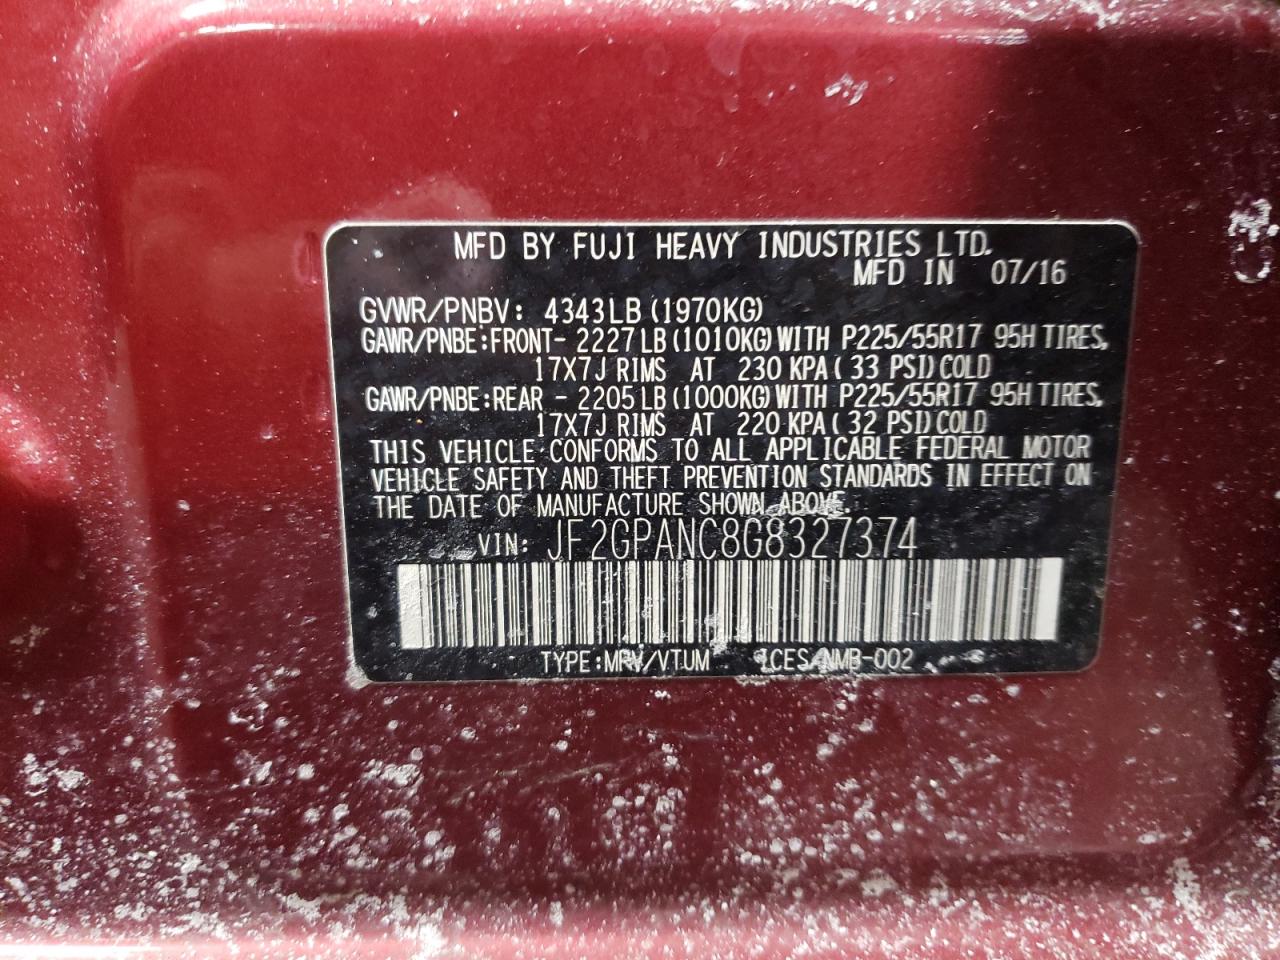 MFD BY FUJI HEAVY INDUSTRIES LTD.
MFD IN 07/16
GVWR/PNBV: 4343LB (1970KG)
GAWR/PNBE:FRONT- 2227LB(1010KG)WITH P225/55R17 95H TIRES,
17X7J RIMS AT 230 KPA( 33 PSI)COLD
GAWR/PNBE:REAR - 2205LB(1000KG)WITH P225/55R17 95H TIRES,
17X7J RIMS AT 220 KPA( 32 PSI)COLD
THIS VEHICLE CONFORMS TO ALL APPLICABLE FEDERAL MOTOR
VEHICLE SAFETY AND THEFT PREVENTION STANDARDS IN EFFECT ON
THE DATE OF MANUFACTURE SHOWN ABOVE.
VIN: JF2GPANC8G8327374
TYPE:MPV/VTUM ICES/NMB-002